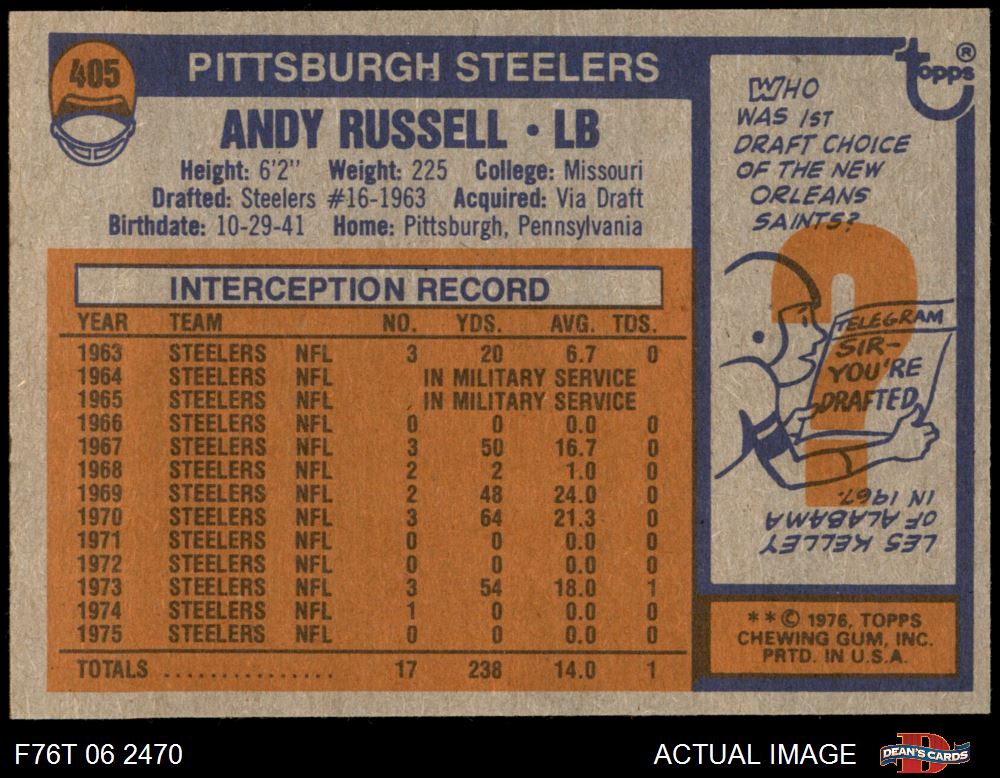 405
PITTSBURGH STEELERS
ANDY RUSSELL • LB
Height: 6'2" Weight: 225 College: Missouri
Drafted: Steelers #16-1963 Acquired: Via Draft
Birthdate: 10-29-41 Home: Pittsburgh, Pennsylvania
INTERCEPTION RECORD
YEAR TEAM NO. YDS. AVG. TDS.
1963 STEELERS NFL 3 20 6.7 0
1964 STEELERS NFL IN MILITARY SERVICE
1965 STEELERS NFL IN MILITARY SERVICE
1966 STEELERS NFL 0 0 0.0 0
1967 STEELERS NFL 3 50 16.7 0
1968 STEELERS NFL 2 2 1.0 0
1969 STEELERS NFL 2 48 24.0 0
1970 STEELERS NFL 3 64 21.3 0
1971 STEELERS NFL 0 0 0.0 0
1972 STEELERS NFL 0 0 0.0 0
1973 STEELERS NFL 3 54 18.0 1
1974 STEELERS NFL 1 0 0.0 0
1975 STEELERS NFL 0 0 0.0 0
TOTALS ............... 17 238 14.0 1
topps®
WHO
WAS 1ST
DRAFT CHOICE
OF THE NEW
ORLEANS
SAINTS?
?
TELEGRAM
SIR-
YOU'RE
DRAFTED
LES KELLEY
OF ALABAMA
IN 1967.
**© 1976, TOPPS
CHEWING GUM, INC.
PRTD. IN U.S.A.
F76T 06 2470
ACTUAL IMAGE
DEAN'S CARDS